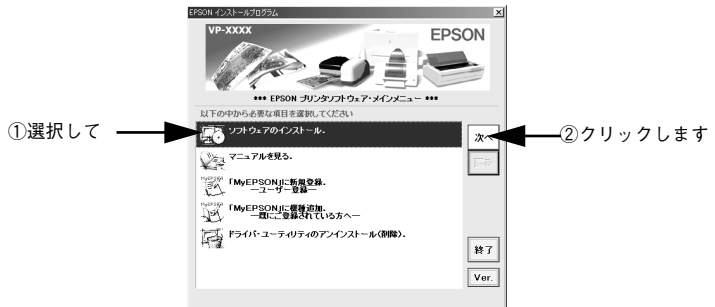 EPSON インストールプログラム
VP-XXXX
EPSON
*** EPSON プリンタソフトウェア・メインメニュー ***
以下の中から必要な項目を選択してください
①選択して
ソフトウェアのインストール.
次へ
②クリックします
マニュアルを見る.
「MyEPSON」に新規登録.
―ユーザー登録―
「MyEPSON」に機種追加.
―既にご登録されている方へ―
ドライバ・ユーティリティのアンインストール(削除).
終了
Ver.